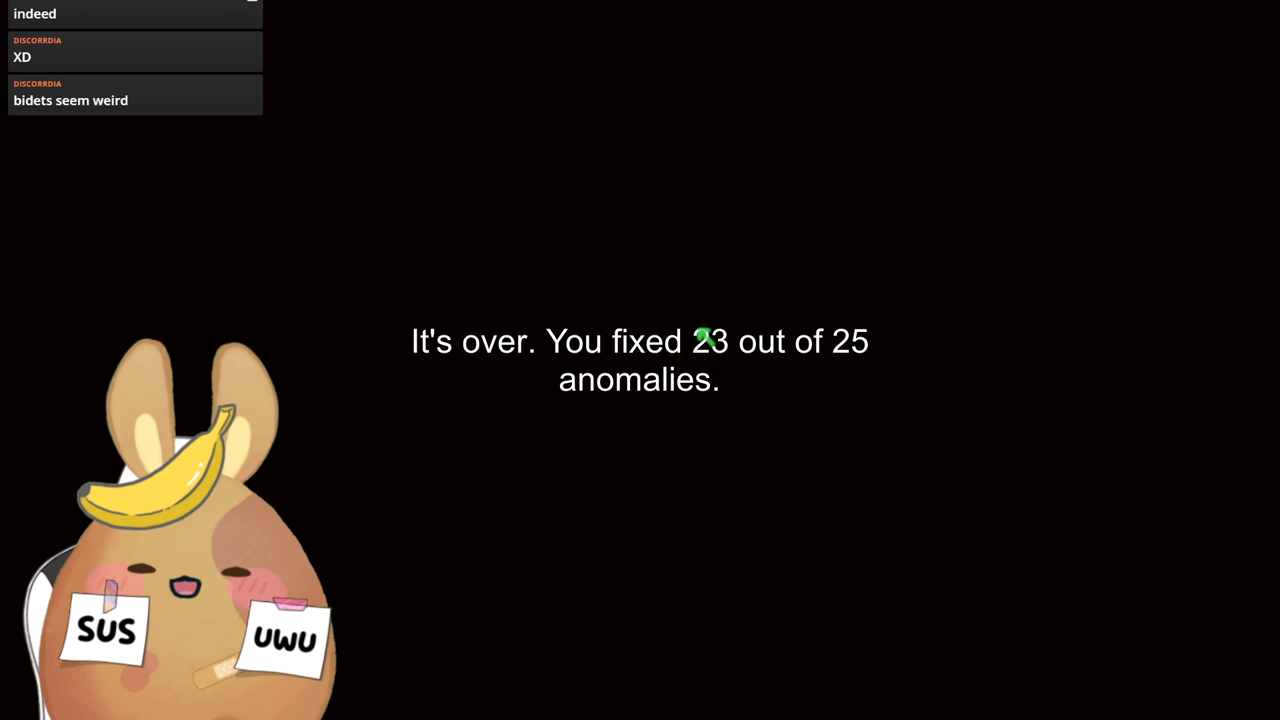 indeed
DISCORRDIA
XD
DISCORRDIA
bidets seem weird
It's over. You fixed 23 out of 25
anomalies.
SUS
UWU